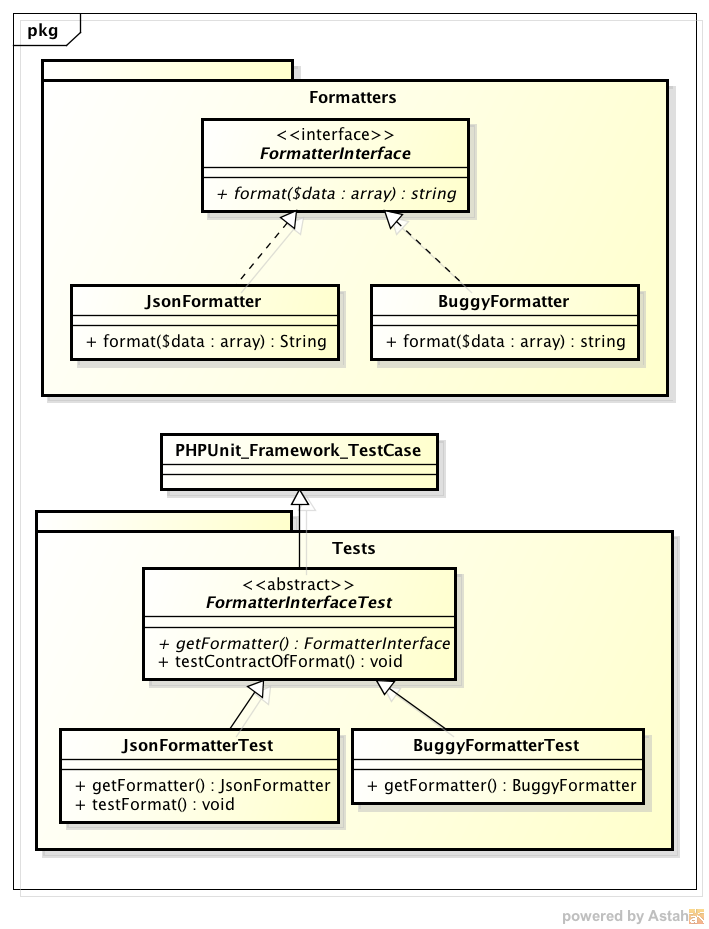 pkg
Formatters
<<interface>>
FormatterInterface
+ format($data : array) : string
JsonFormatter
+ format($data : array) : String
BuggyFormatter
+ format($data : array) : string
PHPUnit_Framework_TestCase
Tests
<<abstract>>
FormatterInterfaceTest
+ getFormatter() : FormatterInterface
+ testContractOfFormat() : void
JsonFormatterTest
+ getFormatter() : JsonFormatter
+ testFormat() : void
BuggyFormatterTest
+ getFormatter() : BuggyFormatter
powered by Astah